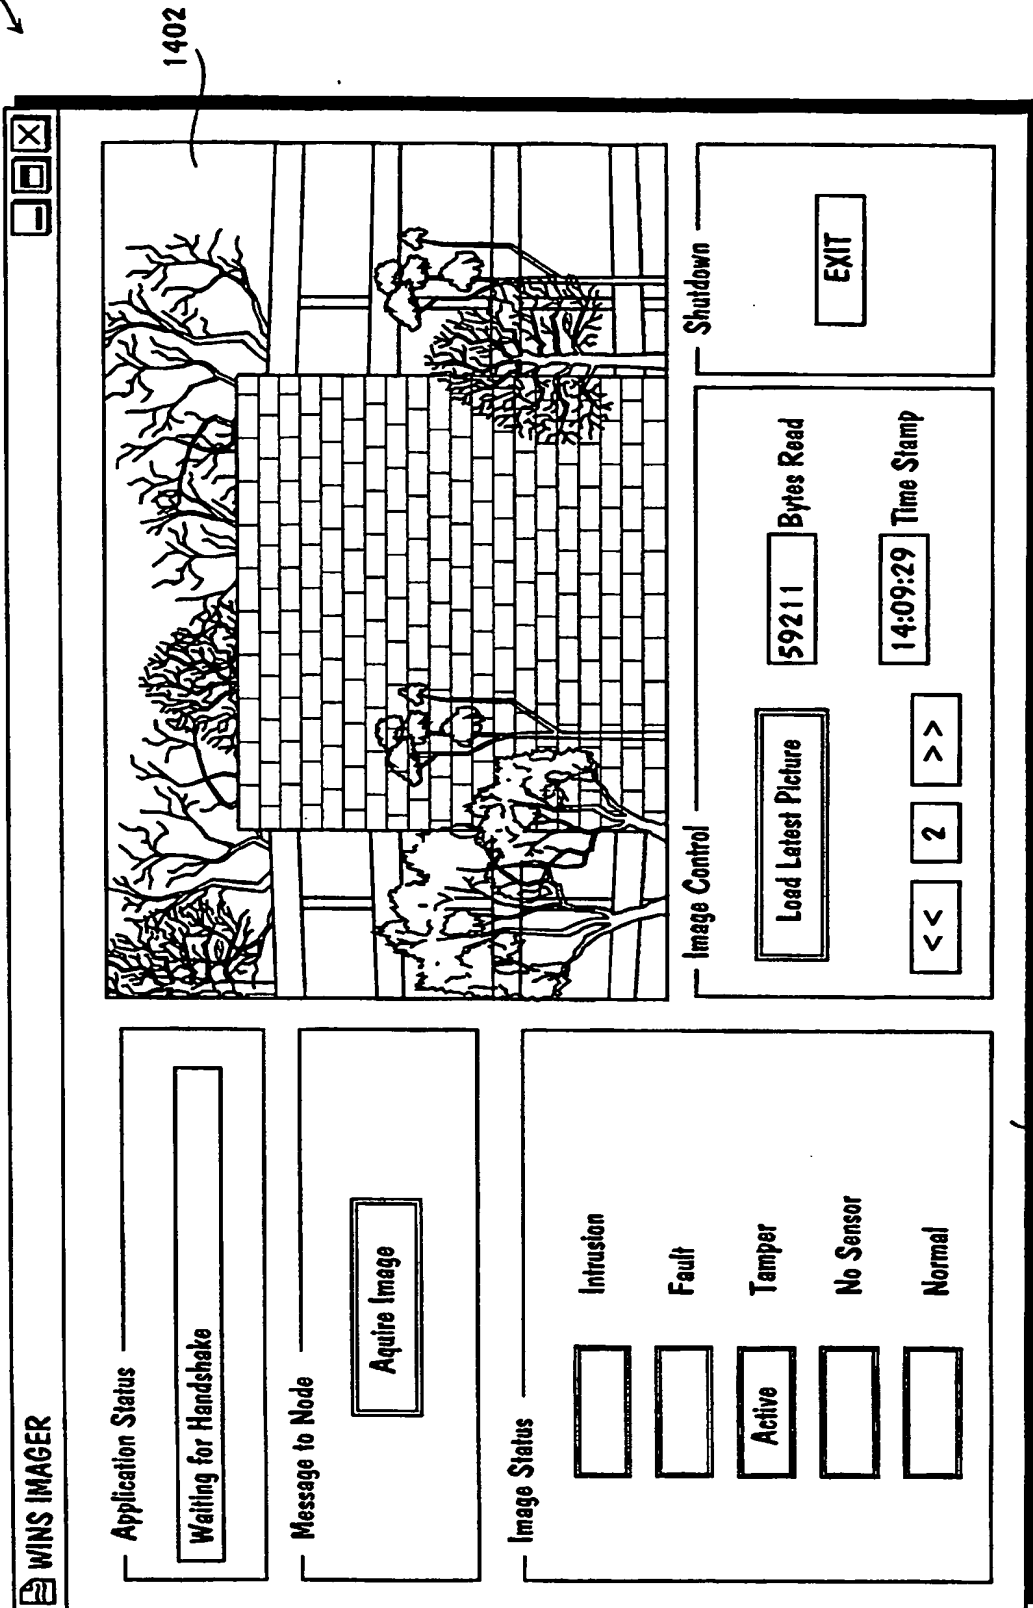 WINS IMAGER
1402
Application Status
Waiting for Handshake
Message to Node
Aquire Image
Image Status
Intrusion
Fault
Active Tamper
No Sensor
Normal
Image Control
Load Latest Picture
59211 Bytes Read
<< 2 >>
14:09:29 Time Stamp
Shutdown
EXIT